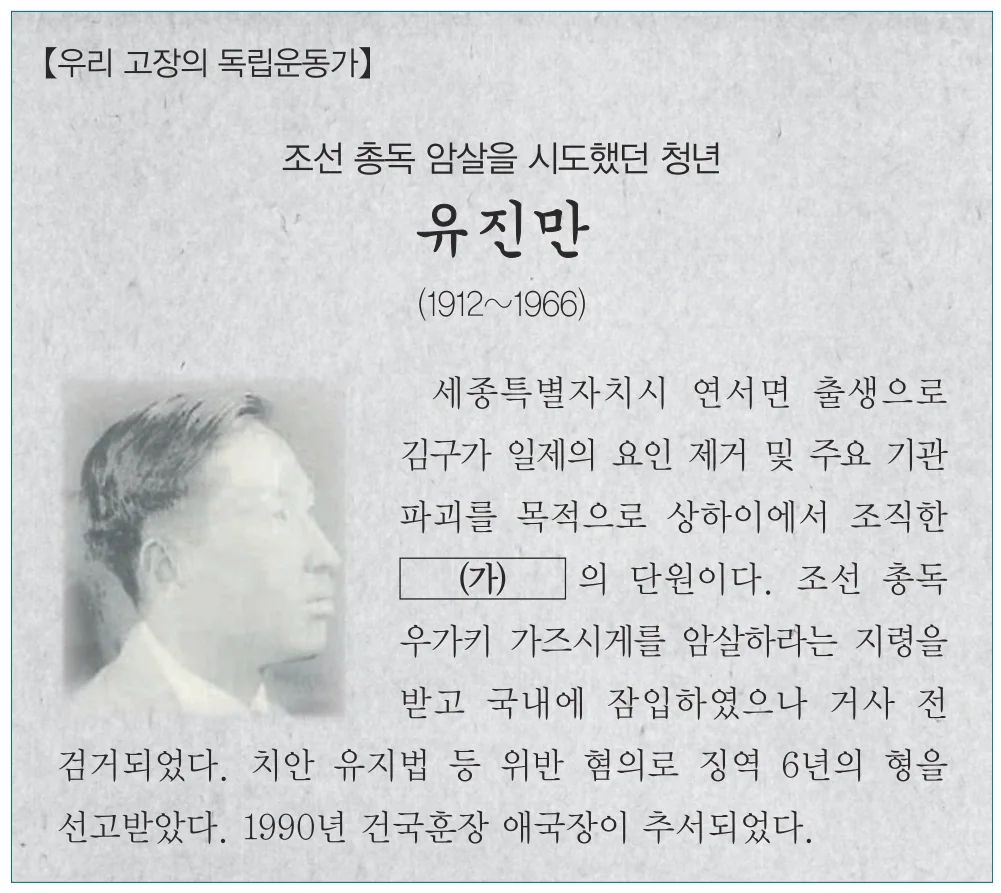 【우리 고장의 독립운동가】
조선 총독 암살을 시도했던 청년
유진만
(1912~1966)
세종특별자치시 연서면 출생으로
김구가 일제의 요인 제거 및 주요 기관
파괴를 목적으로 상하이에서 조직한
(가) 의 단원이다. 조선 총독
우가키 가즈시게를 암살하라는 지령을
받고 국내에 잠입하였으나 거사 전
검거되었다. 치안 유지법 등 위반 혐의로 징역 6년의 형을
선고받았다. 1990년 건국훈장 애국장이 추서되었다.